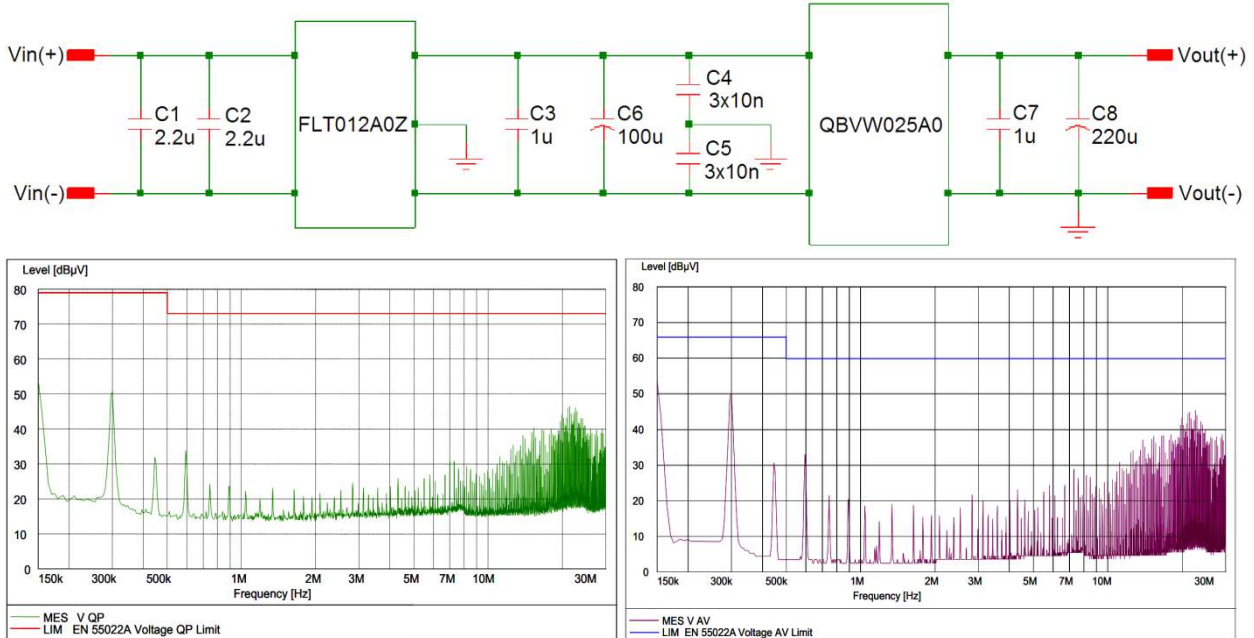 Vin(+)
Vin(-)
C1
2.2u
C2
2.2u
FLT012A0Z
C3
1u
C6
100u
C4
3x10n
C5
3x10n
QBVW025A0
C7
1u
C8
220u
Vout(+)
Vout(-)
Level [dBµV]
80
70
60
50
40
30
20
10
0
150k 300k 500k 1M 2M 3M 5M 7M 10M 30M
Frequency [Hz]
MES V QP
LIM EN 55022A Voltage QP Limit
Level [dBµV]
80
70
60
50
40
30
20
10
0
150k 300k 500k 1M 2M 3M 5M 7M 10M 30M
Frequency [Hz]
MES V AV
LIM EN 55022A Voltage AV Limit